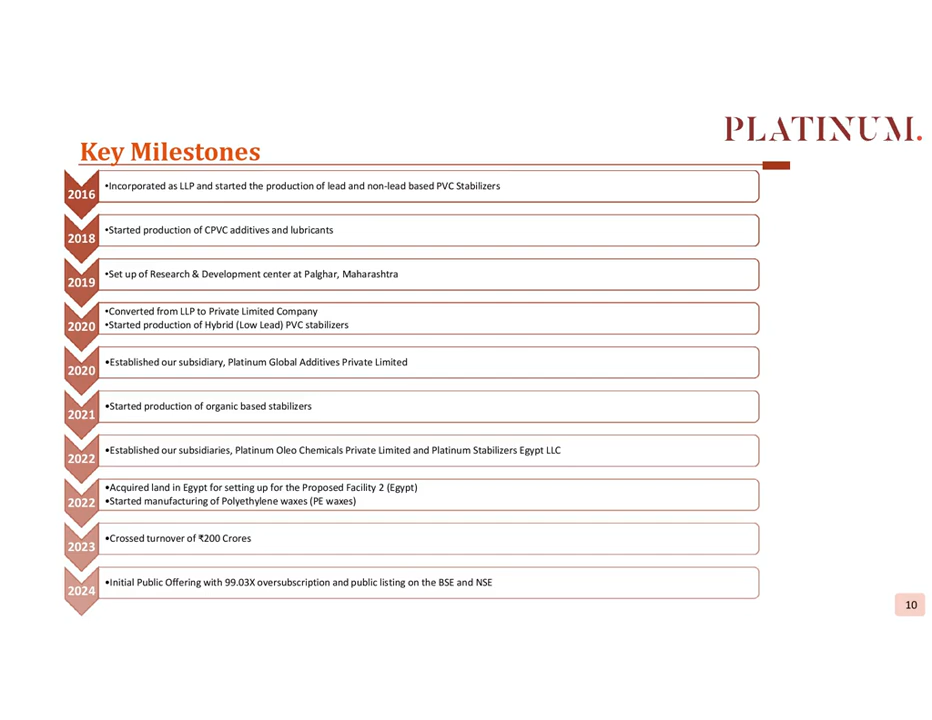 PLATINUM.
Key Milestones
2016
•Incorporated as LLP and started the production of lead and non-lead based PVC Stabilizers
2018
•Started production of CPVC additives and lubricants
2019
•Set up of Research & Development center at Palghar, Maharashtra
2020
•Converted from LLP to Private Limited Company
•Started production of Hybrid (Low Lead) PVC stabilizers
2020
•Established our subsidiary, Platinum Global Additives Private Limited
2021
•Started production of organic based stabilizers
2022
•Established our subsidiaries, Platinum Oleo Chemicals Private Limited and Platinum Stabilizers Egypt LLC
2022
•Acquired land in Egypt for setting up for the Proposed Facility 2 (Egypt)
•Started manufacturing of Polyethylene waxes (PE waxes)
2023
•Crossed turnover of ₹200 Crores
2024
•Initial Public Offering with 99.03X oversubscription and public listing on the BSE and NSE
10